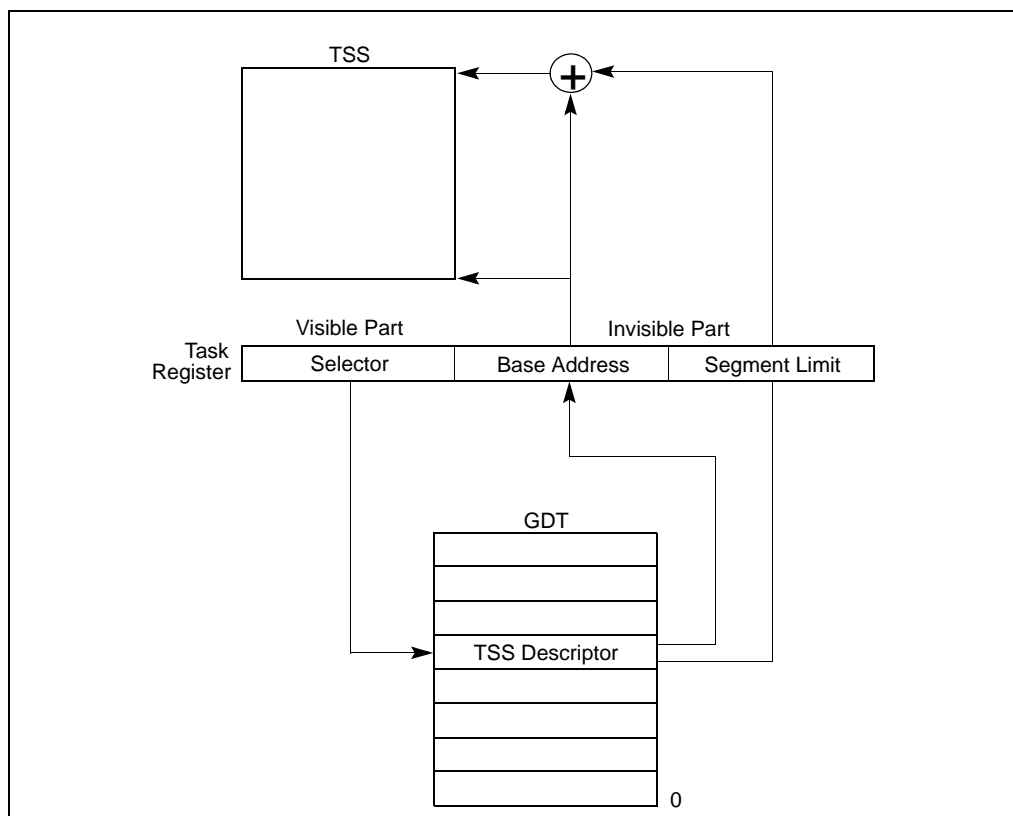 TSS
+
Visible Part
Invisible Part
Task
Register
Selector
Base Address
Segment Limit
GDT
TSS Descriptor
0